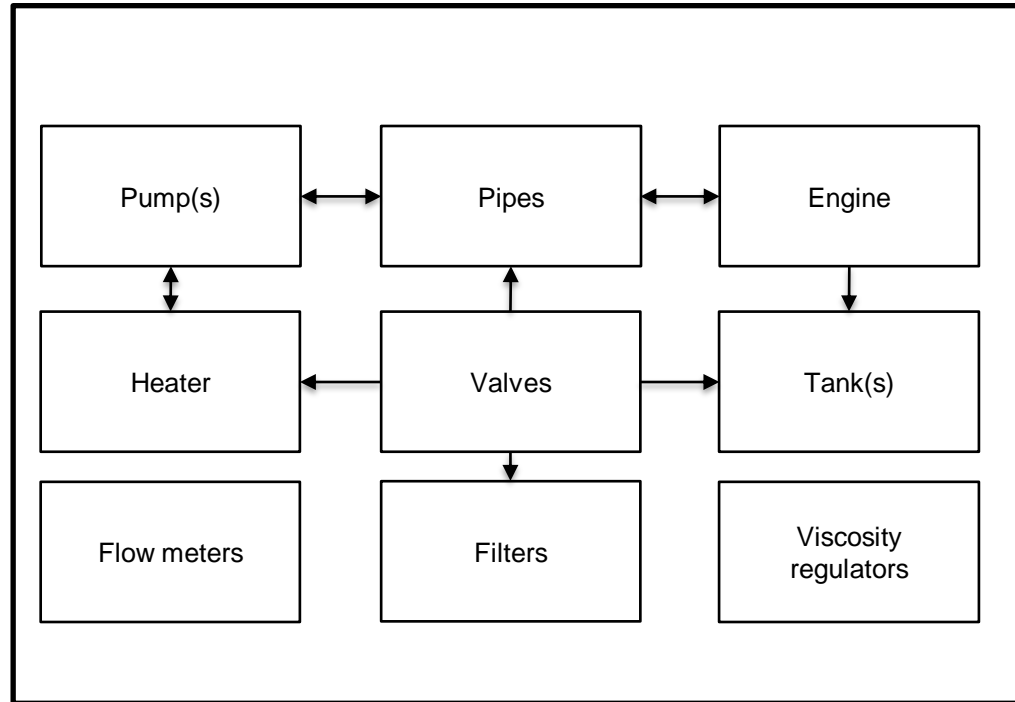 Pump(s)
Pipes
Engine
Heater
Valves
Tank(s)
Flow meters
Filters
Viscosity
regulators